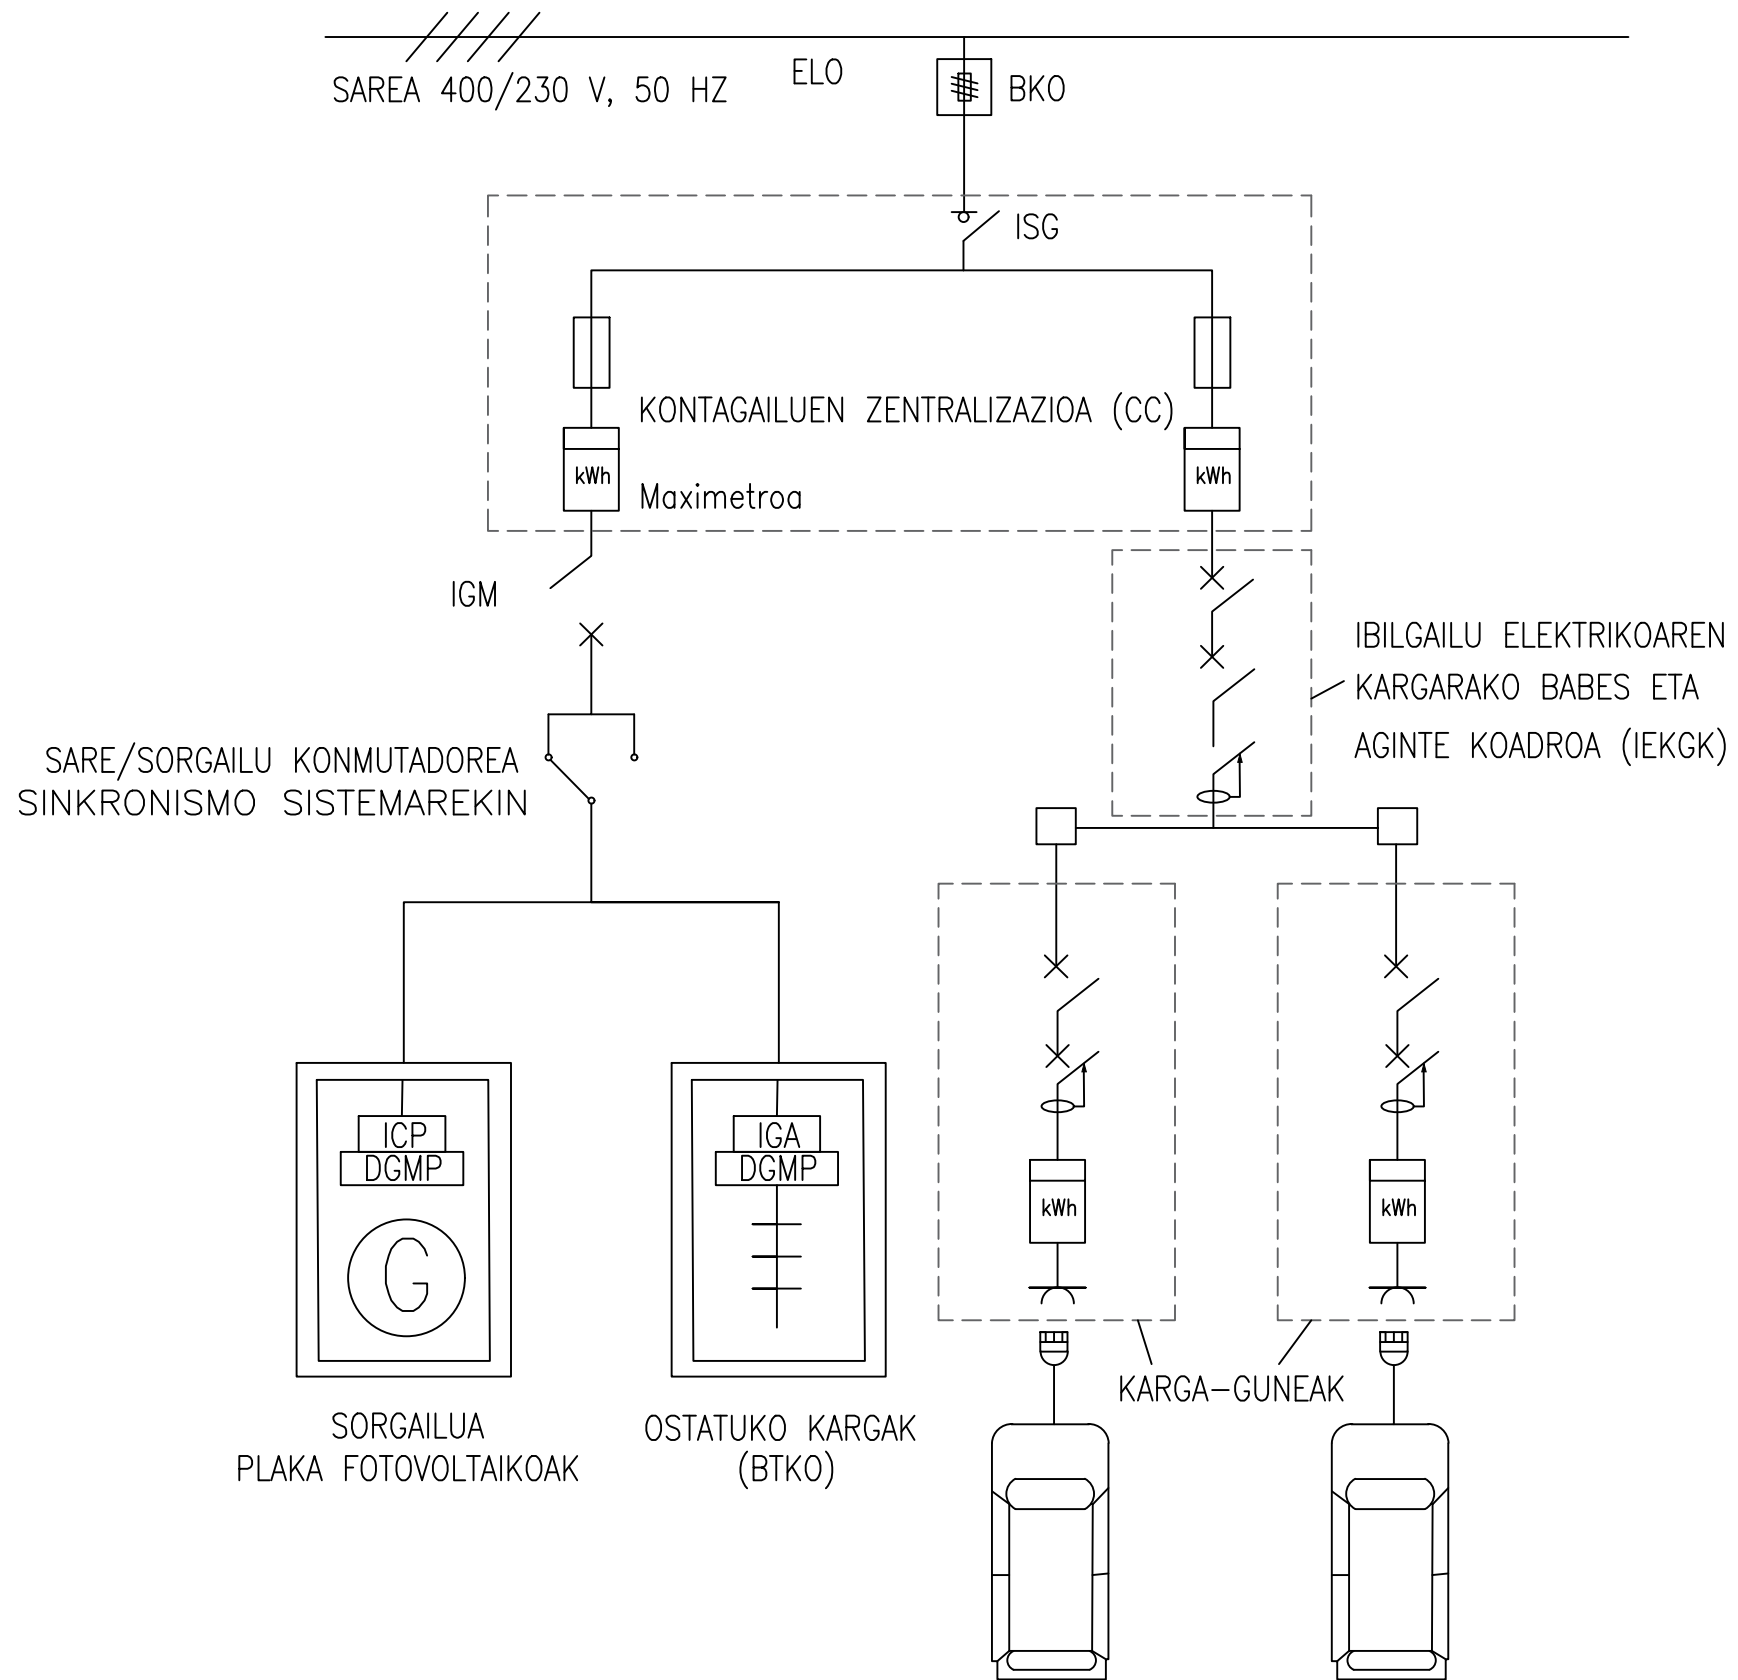 SAREA 400/230 V, 50 HZ
ELO
BKO
ISG
KONTAGAILUEN ZENTRALIZAZIOA (CC)
kWh
Maximetroa
kWh
IGM
IBILGAILU ELEKTRIKOAREN
KARGARAKO BABES ETA
AGINTE KOADROA (IEKGK)
SARE/SORGAILU KONMUTADOREA
SINKRONISMO SISTEMAREKIN
ICP
DGMP
G
IGA
DGMP
kWh
kWh
KARGA-GUNEAK
SORGAILUA
PLAKA FOTOVOLTAIKOAK
OSTATUKO KARGAK
(BTKO)